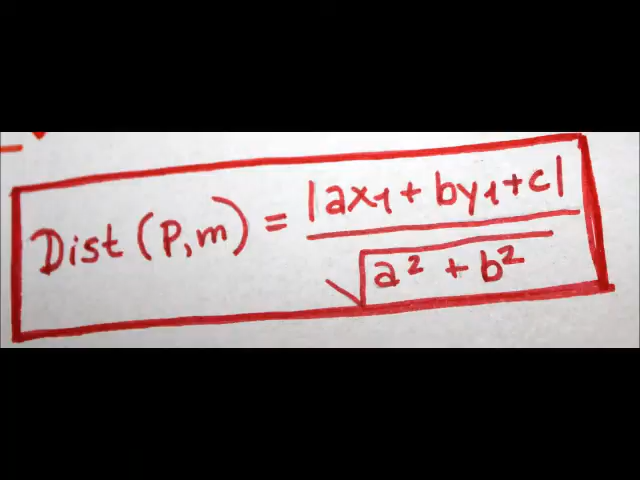 Dist (P,m) = |ax₁ + by₁ + c| / √(a² + b²)